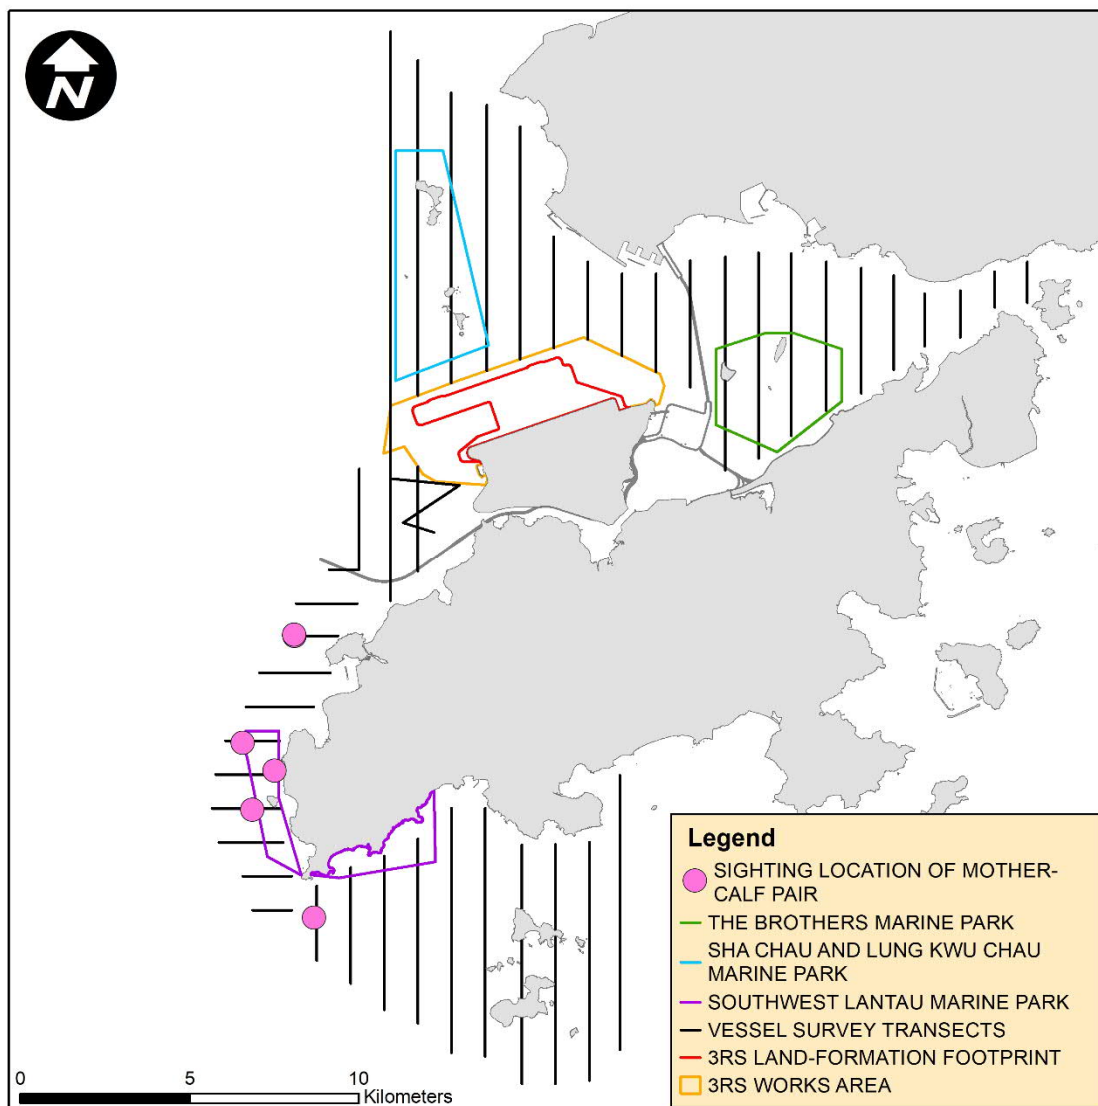 N
Legend
SIGHTING LOCATION OF MOTHER-
CALF PAIR
THE BROTHERS MARINE PARK
SHA CHAU AND LUNG KWU CHAU
MARINE PARK
SOUTHWEST LANTAU MARINE PARK
VESSEL SURVEY TRANSECTS
3RS LAND-FORMATION FOOTPRINT
3RS WORKS AREA
0 5 10
Kilometers